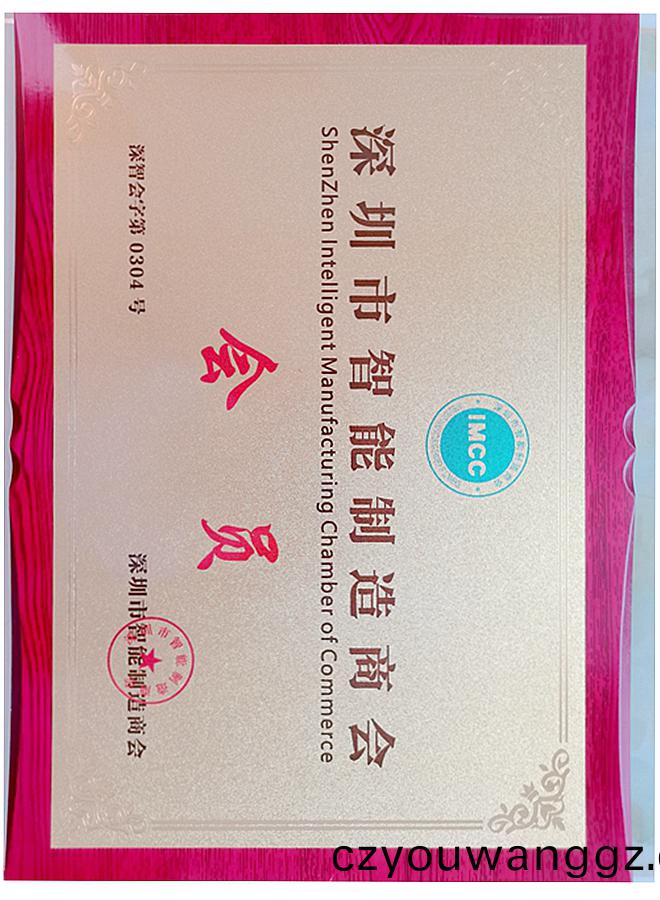 IMCC
深圳市智能制造商会
ShenZhen Intelligent Manufacturing Chamber of Commerce
会员
深智会字第 0304 号
深圳市智能制造商会
czyouwanggz.c